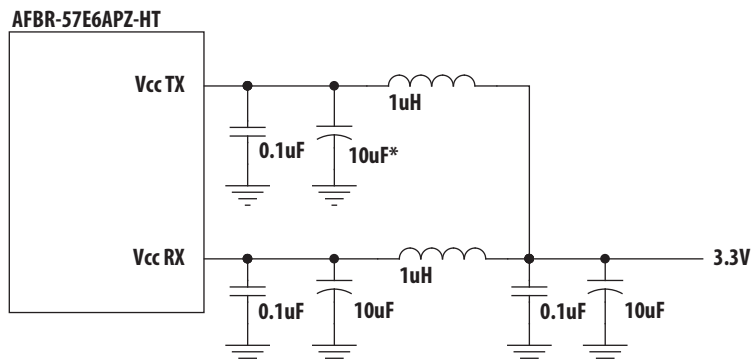 AFBR-57E6APZ-HT
Vcc TX
1uH
0.1uF
10uF*
Vcc RX
3.3V
1uH
0.1uF
10uF
0.1uF
10uF